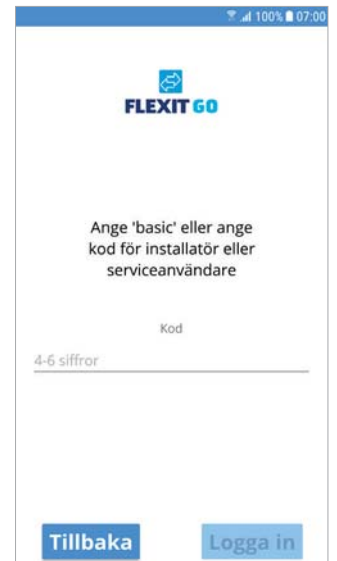 100% 07:00
FLEXIT GO
Ange 'basic' eller ange
kod för installatör eller
serviceanvändare
Kod
4-6 siffror
Tillbaka Logga in